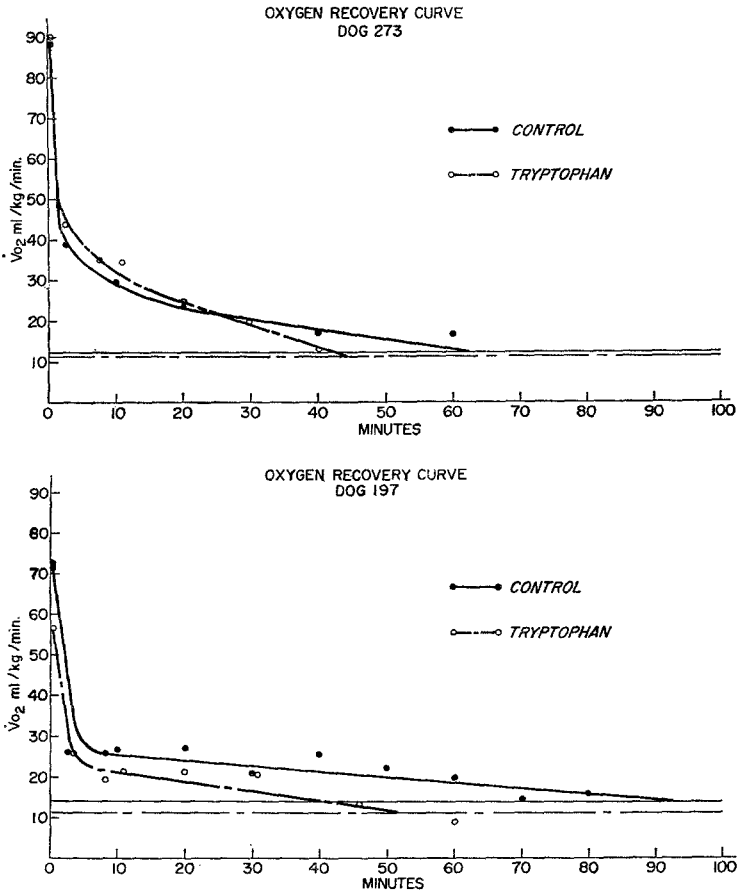 OXYGEN RECOVERY CURVE
DOG 273
90
80
70
60
50
40
30
20
10
V̇o2 ml/kg/min.
CONTROL
TRYPTOPHAN
0 10 20 30 40 50 60 70 80 90 100
MINUTES
OXYGEN RECOVERY CURVE
DOG 197
90
80
70
60
50
40
30
20
10
V̇o2 ml/kg/min.
CONTROL
TRYPTOPHAN
0 10 20 30 40 50 60 70 80 90 100
MINUTES